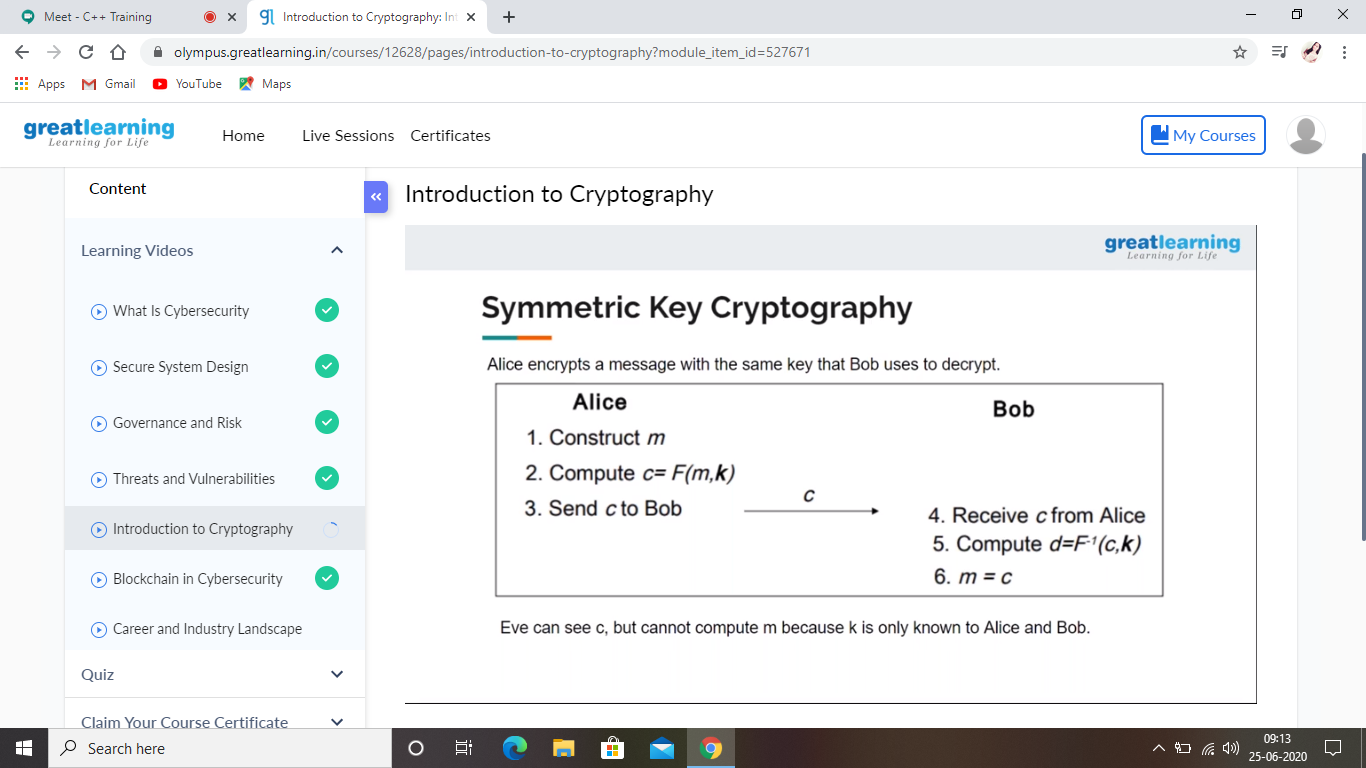 Meet - C++ Training
Introduction to Cryptography: Int
olympus.greatlearning.in/courses/12628/pages/introduction-to-cryptography?module_item_id=527671
Apps Gmail YouTube Maps
greatlearning
Learning for Life
Home Live Sessions Certificates My Courses
Content
Introduction to Cryptography
Learning Videos
What Is Cybersecurity
Secure System Design
Governance and Risk
Threats and Vulnerabilities
Introduction to Cryptography
Blockchain in Cybersecurity
Career and Industry Landscape
Quiz
Claim Your Course Certificate
greatlearning
Learning for Life
Symmetric Key Cryptography
Alice encrypts a message with the same key that Bob uses to decrypt.
Alice
1. Construct m
2. Compute c= F(m,k)
3. Send c to Bob
c
Bob
4. Receive c from Alice
5. Compute d=F⁻¹(c,k)
6. m = c
Eve can see c, but cannot compute m because k is only known to Alice and Bob.
Search here
09:13
25-06-2020